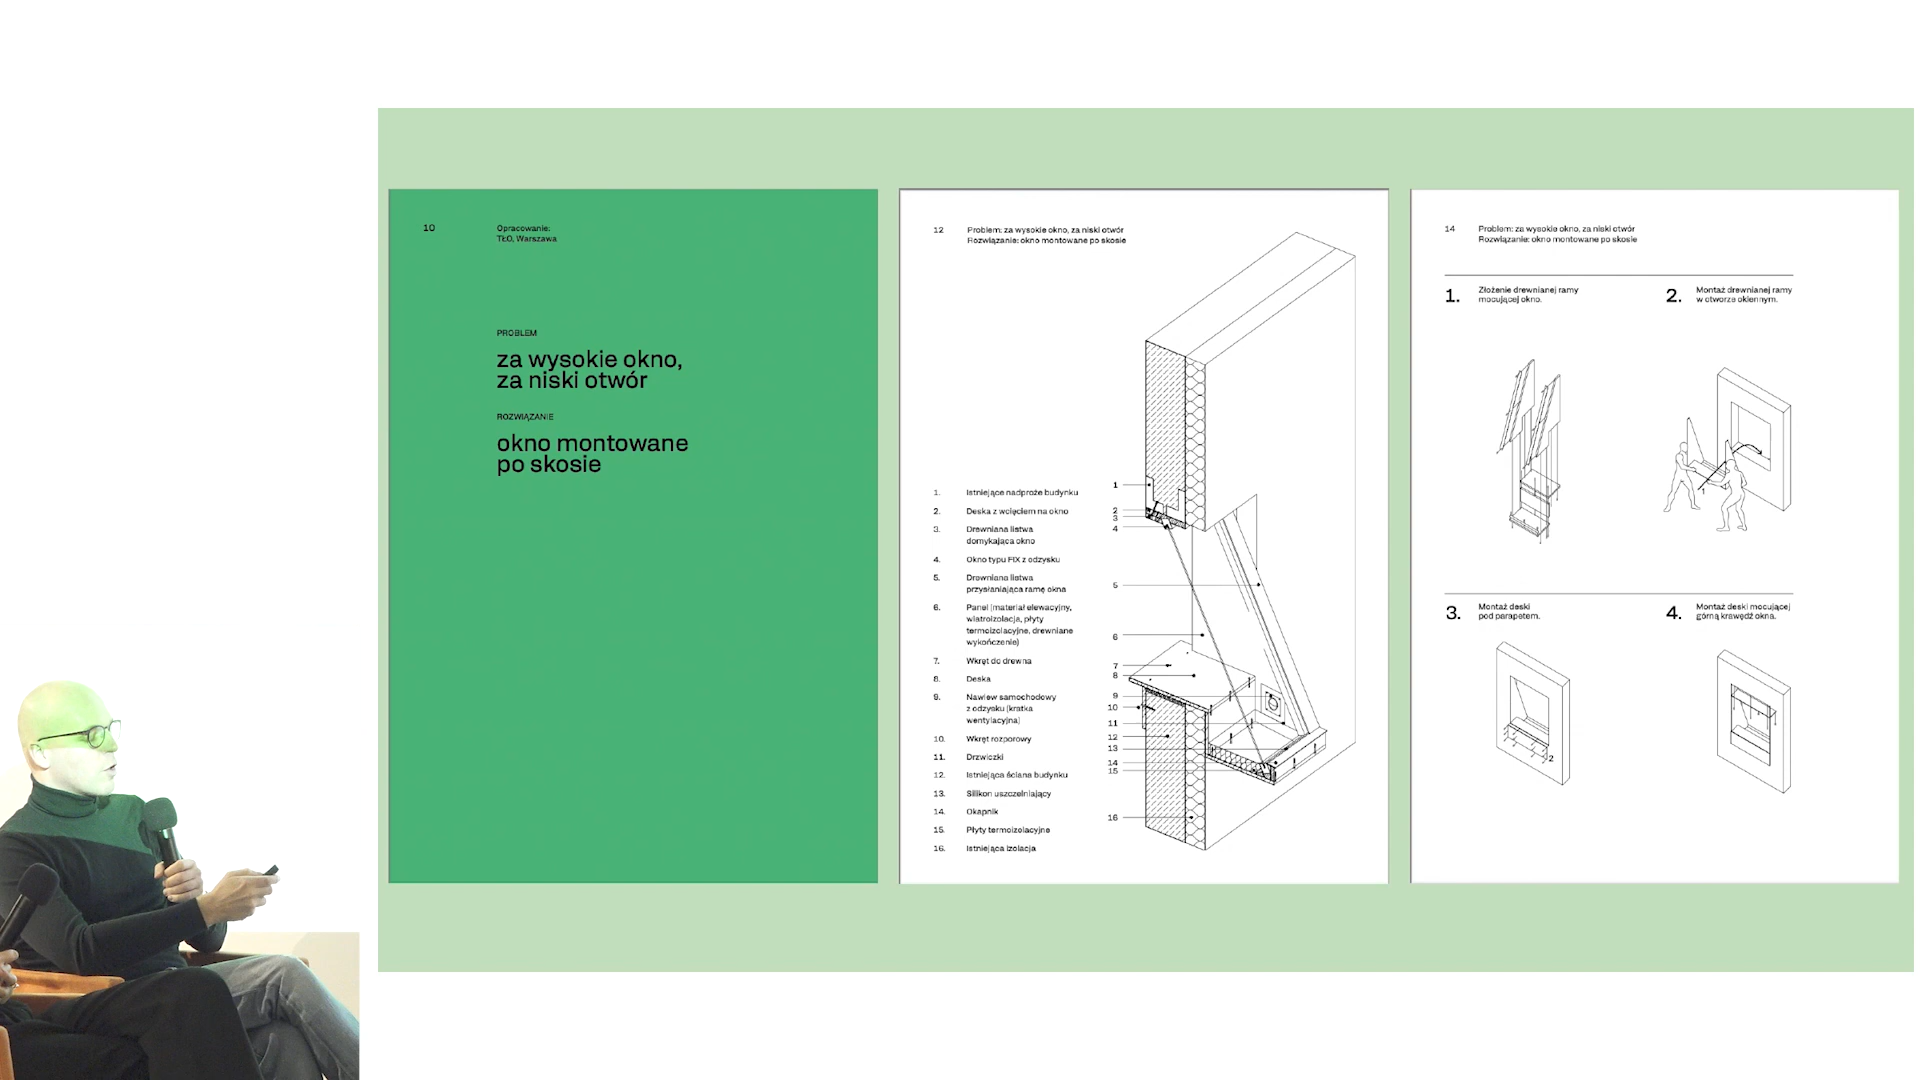 10
Opracowanie:
TŁO, Warszawa
PROBLEM
za wysokie okno,
za niski otwór
ROZWIĄZANIE
okno montowane
po skosie
12
Problem: za wysokie okno, za niski otwór
Rozwiązanie: okno montowane po skosie
1. Istniejące nadproże budynku
2. Deska z wcięciem na okno
3. Drewniana listwa
domykająca okno
4. Okno typu FIX z odzysku
5. Drewniana listwa
przysłaniająca ramę okna
6. Panel (materiał elewacyjny,
wiatroizolacja, płyty
termoizolacyjne, drewniane
wykończenie)
7. Wkręt do drewna
8. Deska
9. Nawiew samochodowy
z odzysku (kratka
wentylacyjna)
10. Wkręt rozporowy
11. Drzwiczki
12. Istniejąca ściana budynku
13. Silikon uszczelniający
14. Okapnik
15. Płyty termoizolacyjne
16. Istniejąca izolacja
1
2
3
4
5
6
7
8
9
10
11
12
13
14
15
16
14
Problem: za wysokie okno, za niski otwór
Rozwiązanie: okno montowane po skosie
1. Złożenie drewnianej ramy
mocującej okno.
2. Montaż drewnianej ramy
w otworze okiennym.
1
3. Montaż deski
pod parapetem.
2
4. Montaż deski mocującej
górną krawędź okna.